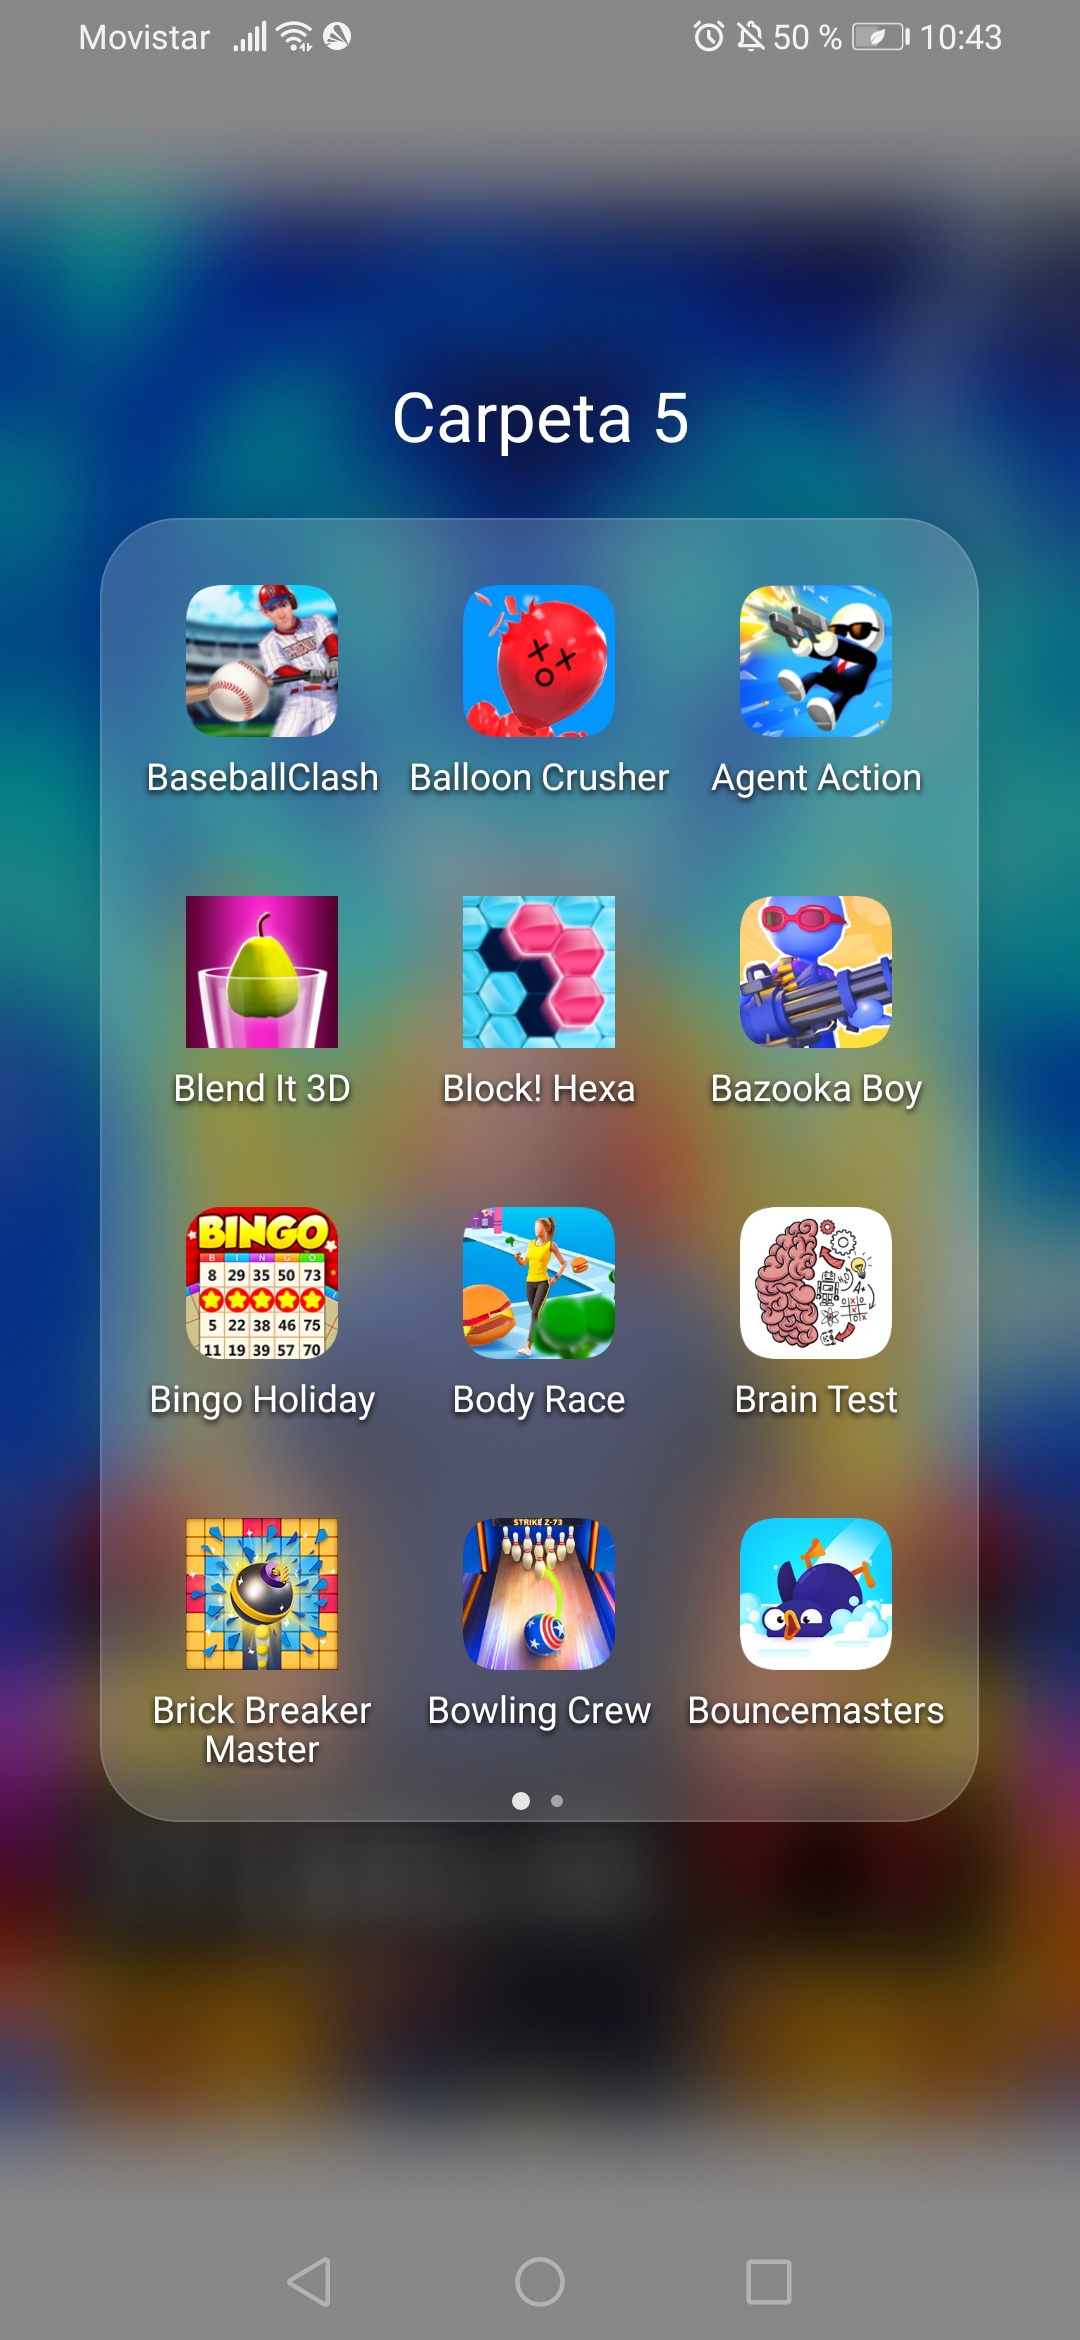 Movistar 50 % 10:43
Carpeta 5
BaseballClash Balloon Crusher Agent Action
Blend It 3D Block! Hexa Bazooka Boy
BINGO
B I N G O
8 29 35 50 73
5 22 38 46 75
11 19 39 57 70
Bingo Holiday Body Race Brain Test
STRIKE Z-73
Brick Breaker Master Bowling Crew Bouncemasters